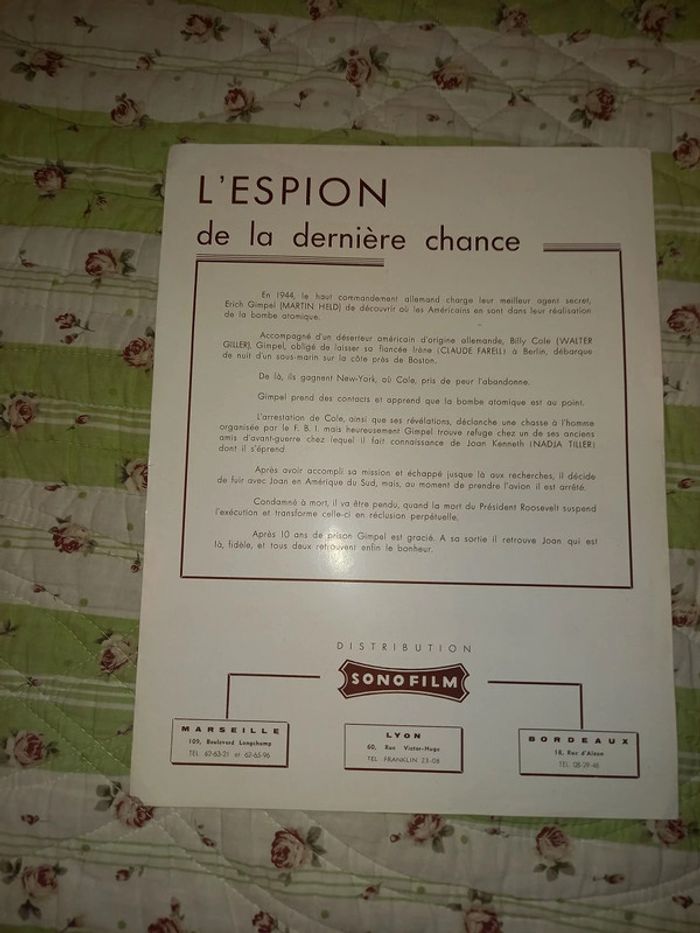 L'ESPION
de la dernière chance
En 1944, le haut commandement allemand charge leur meilleur agent secret,
Erich Gimpel (MARTIN HELD) de découvrir où les Américains en sont dans leur réalisation
de la bombe atomique.
Accompagné d'un déserteur américain d'origine allemande, Billy Cole (WALTER
GILLER), Gimpel, obligé de laisser sa fiancée Irène (CLAUDE FARELL) à Berlin, débarque
de nuit d'un sous-marin sur la côte près de Boston.
De là, ils gagnent New-York, où Cole, pris de peur l'abandonne.
Gimpel prend des contacts et apprend que la bombe atomique est au point.
L'arrestation de Cole, ainsi que ses révélations, déclanche une chasse à l'homme
organisée par le F. B. I. mais heureusement Gimpel trouve refuge chez un de ses anciens
amis d'avant-guerre chez lequel il fait connaissance de Joan Kenneth (NADJA TILLER)
dont il s'éprend.
Après avoir accompli sa mission et échappé jusque là aux recherches, il décide
de fuir avec Joan en Amérique du Sud, mais, au moment de prendre l'avion il est arrêté.
Condamné à mort, il va être pendu, quand la mort du Président Roosevelt suspend
l'exécution et transforme celle-ci en réclusion perpétuelle.
Après 10 ans de prison Gimpel est gracié. A sa sortie il retrouve Joan qui est
là, fidèle, et tous deux retrouvent enfin le bonheur.
DISTRIBUTION
SONOFILM
MARSEILLE
109, Boulevard Longchamp
TEL. 62-63-21 et 62-65-96
LYON
60, Rue Victor-Hugo
TEL. FRANKLIN 23-08
BORDEAUX
18, Rue d'Alzon
TEL. 08-29-46